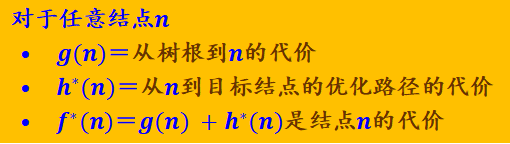 对于任意结点n
• g(n)＝从树根到n的代价
• h*(n)＝从n到目标结点的优化路径的代价
• f*(n)＝g(n) ＋h*(n)是结点n的代价